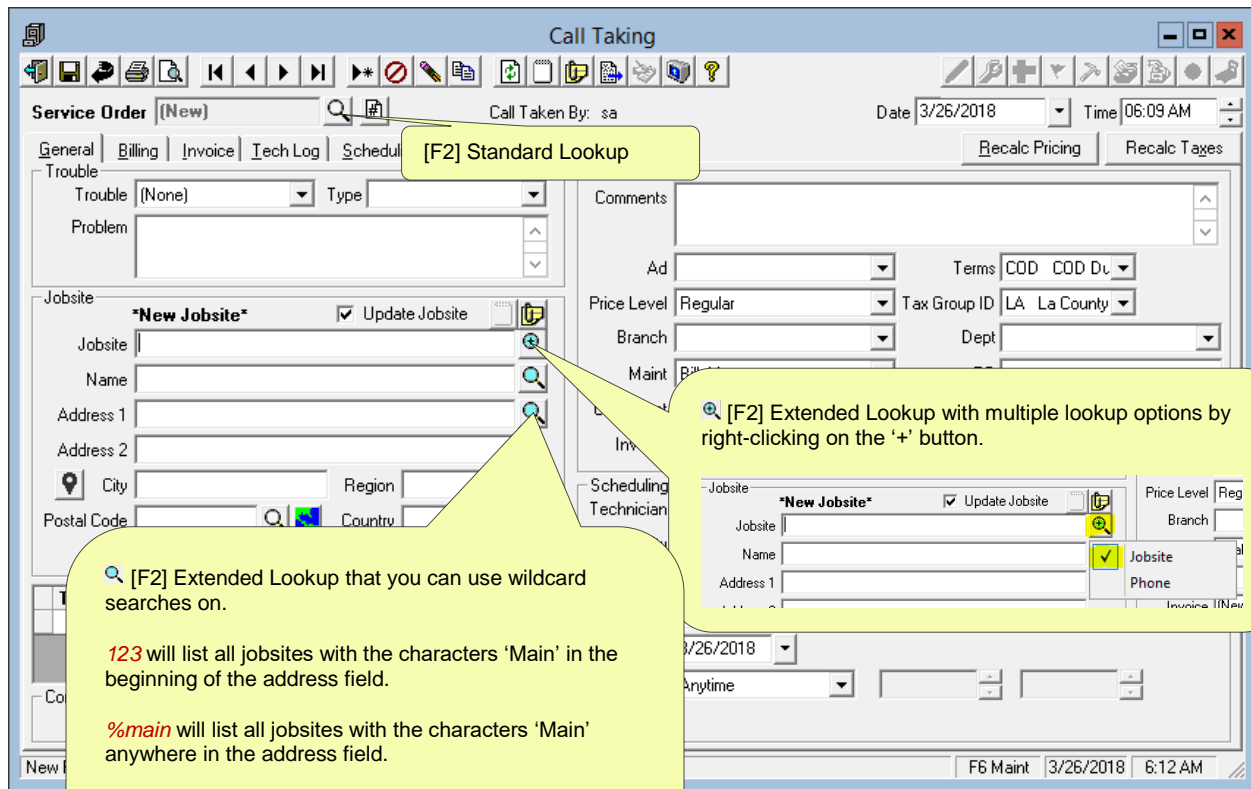 Call Taking
Service Order (New) Call Taken By: sa Date 3/26/2018 Time 06:09 AM
[F2] Standard Lookup
General Billing Invoice Tech Log Recalc Pricing Recalc Taxes
Trouble
Trouble (None) Type
Problem
Comments
Ad Terms COD COD
Price Level Regular Tax Group ID LA La County
Branch Dept
Maint
Jobsite
*New Jobsite* Update Jobsite
Jobsite
Name
Address 1
Address 2
City Region
Postal Code Country
Scheduling
Technician
[F2] Extended Lookup with multiple lookup options by
right-clicking on the ‘+’ button.
Jobsite
*New Jobsite* Update Jobsite
Jobsite
Name
Address 1
Price Level
Branch
Jobsite
Phone
Invoice
[F2] Extended Lookup that you can use wildcard
searches on.
123 will list all jobsites with the characters ‘Main’ in the
beginning of the address field.
%main will list all jobsites with the characters ‘Main’
anywhere in the address field.
3/26/2018
Anytime
New
F6 Maint 3/26/2018 6:12 AM